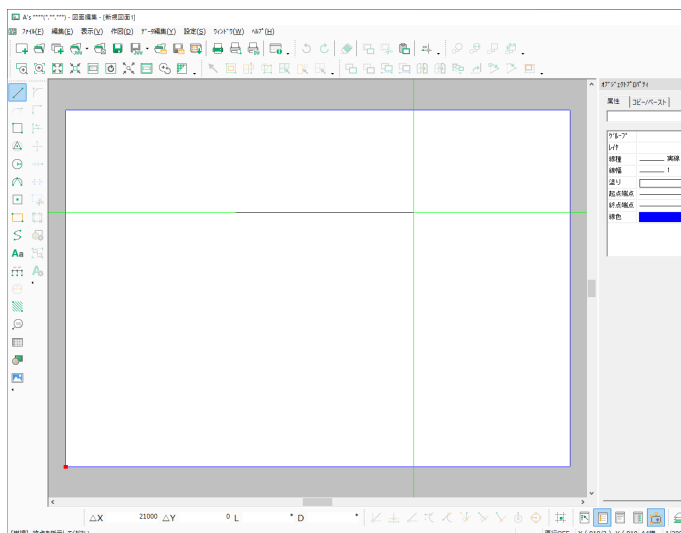 A's ****(*.**.***) - 図面編集 - [新規図面1]
ファイル(F) 編集(E) 表示(V) 作図(D) データ編集(Y) 設定(S) ウィンドウ(W) ヘルプ(H)
オブジェクトプロパティ
属性 コピー/ペースト
グループ
レイヤ
線種 実線
線幅 1
塗り
起点端点
終点端点
線色
Aa
△X 21000 △Y 0 L * D *